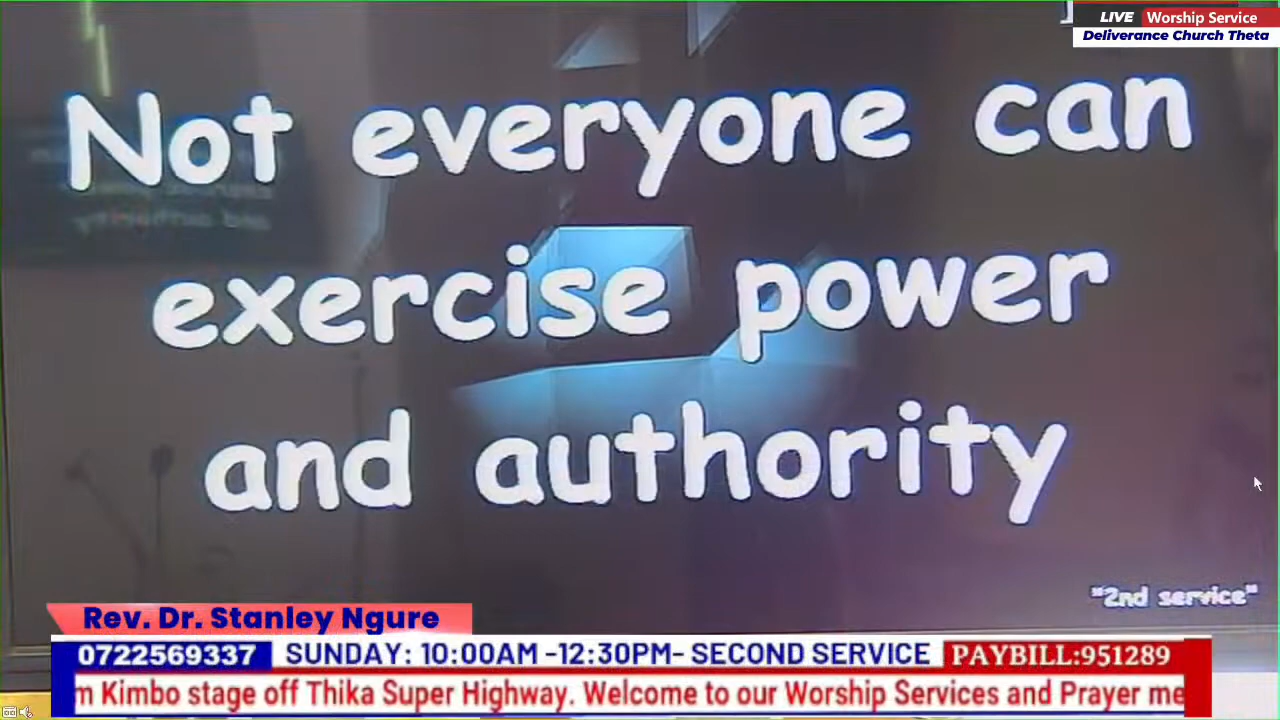 LIVE Worship Service
Deliverance Church Theta
Not everyone can
exercise power
and authority
"2nd service"
Rev. Dr. Stanley Ngure
0722569337 SUNDAY: 10:00AM -12:30PM- SECOND SERVICE PAYBILL:951289
m Kimbo stage off Thika Super Highway. Welcome to our Worship Services and Prayer me